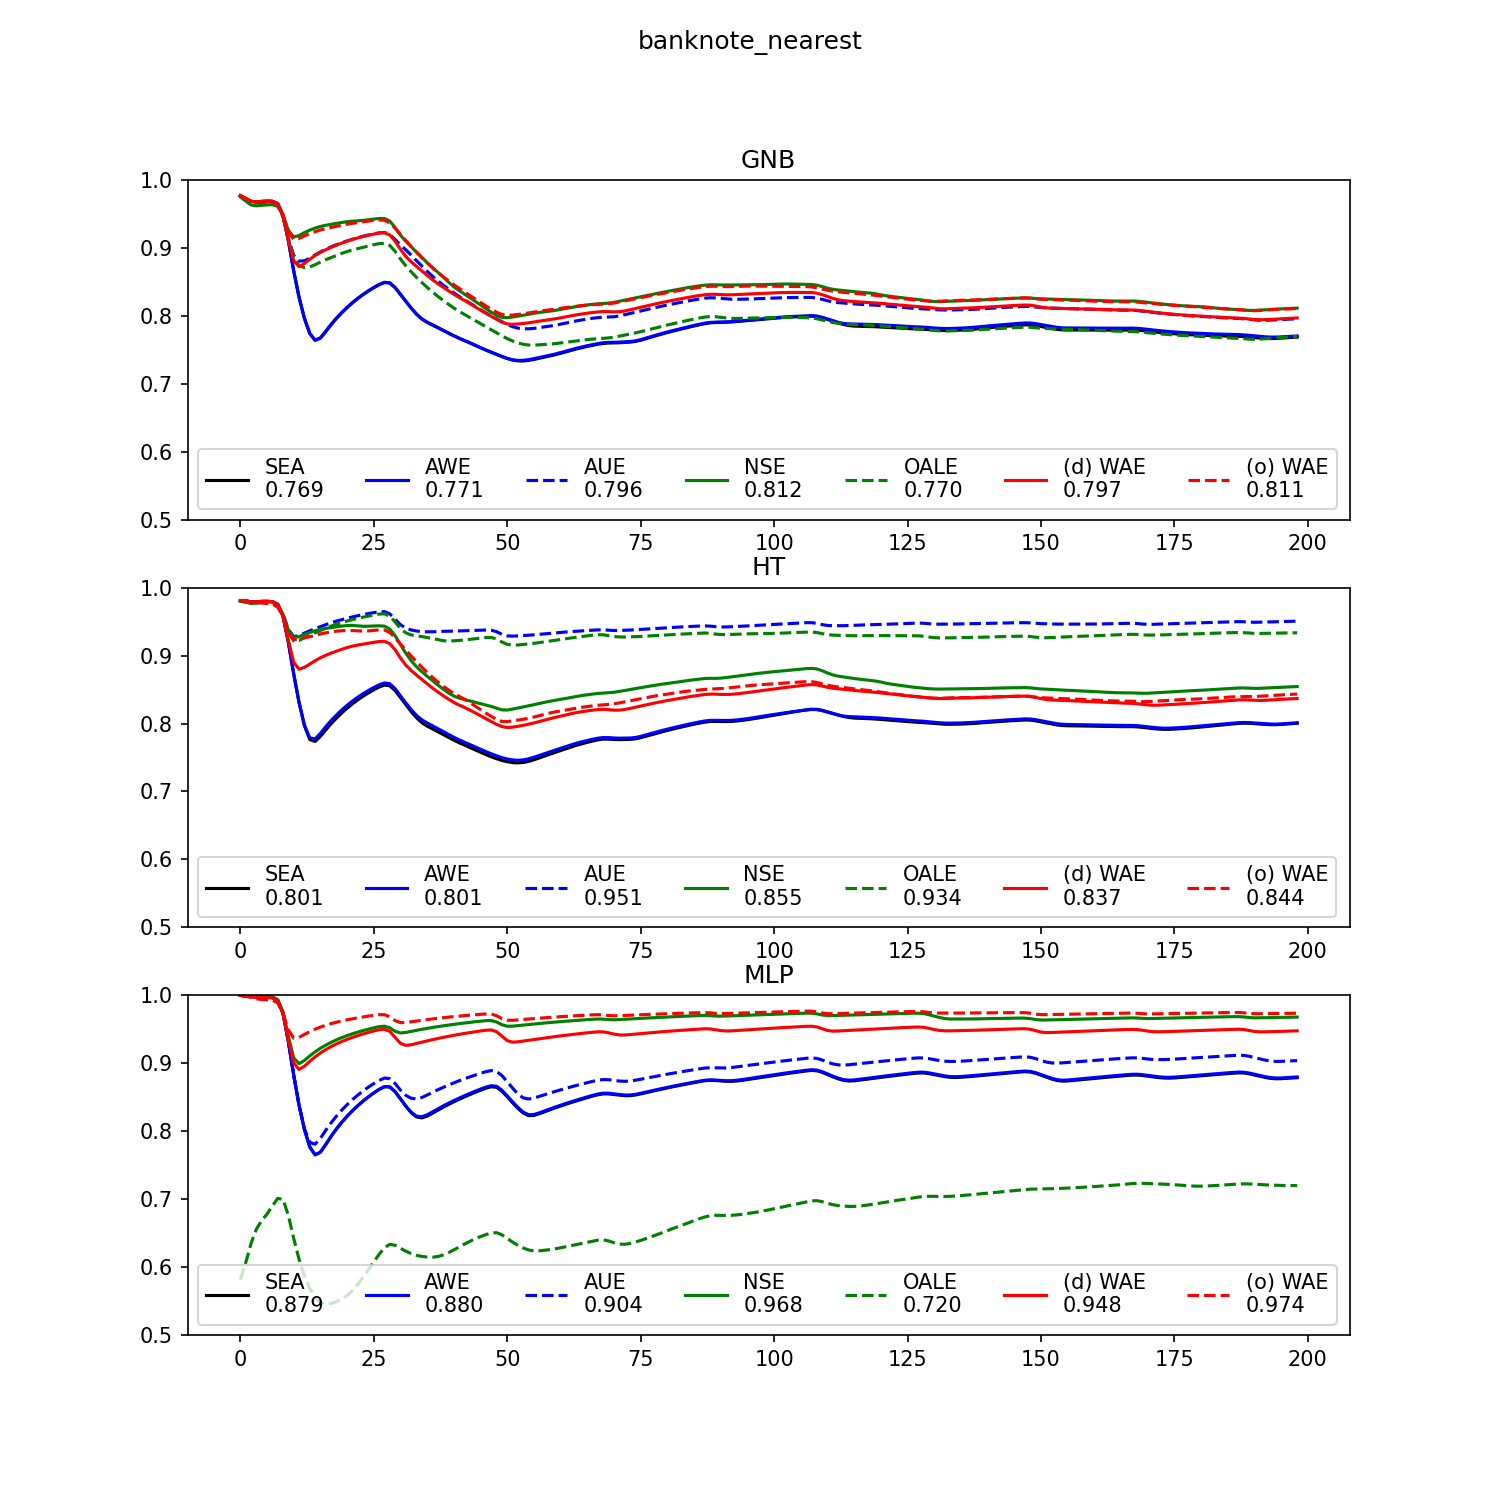 banknote_nearest
GNB
1.0
0.9
0.8
0.7
0.6
0.5
SEA AWE AUE NSE OALE (d) WAE (o) WAE
0.769 0.771 0.796 0.812 0.770 0.797 0.811
0 25 50 75 100 125 150 175 200
HT
1.0
0.9
0.8
0.7
0.6
0.5
SEA AWE AUE NSE OALE (d) WAE (o) WAE
0.801 0.801 0.951 0.855 0.934 0.837 0.844
0 25 50 75 100 125 150 175 200
MLP
1.0
0.9
0.8
0.7
0.6
0.5
SEA AWE AUE NSE OALE (d) WAE (o) WAE
0.879 0.880 0.904 0.968 0.720 0.948 0.974
0 25 50 75 100 125 150 175 200